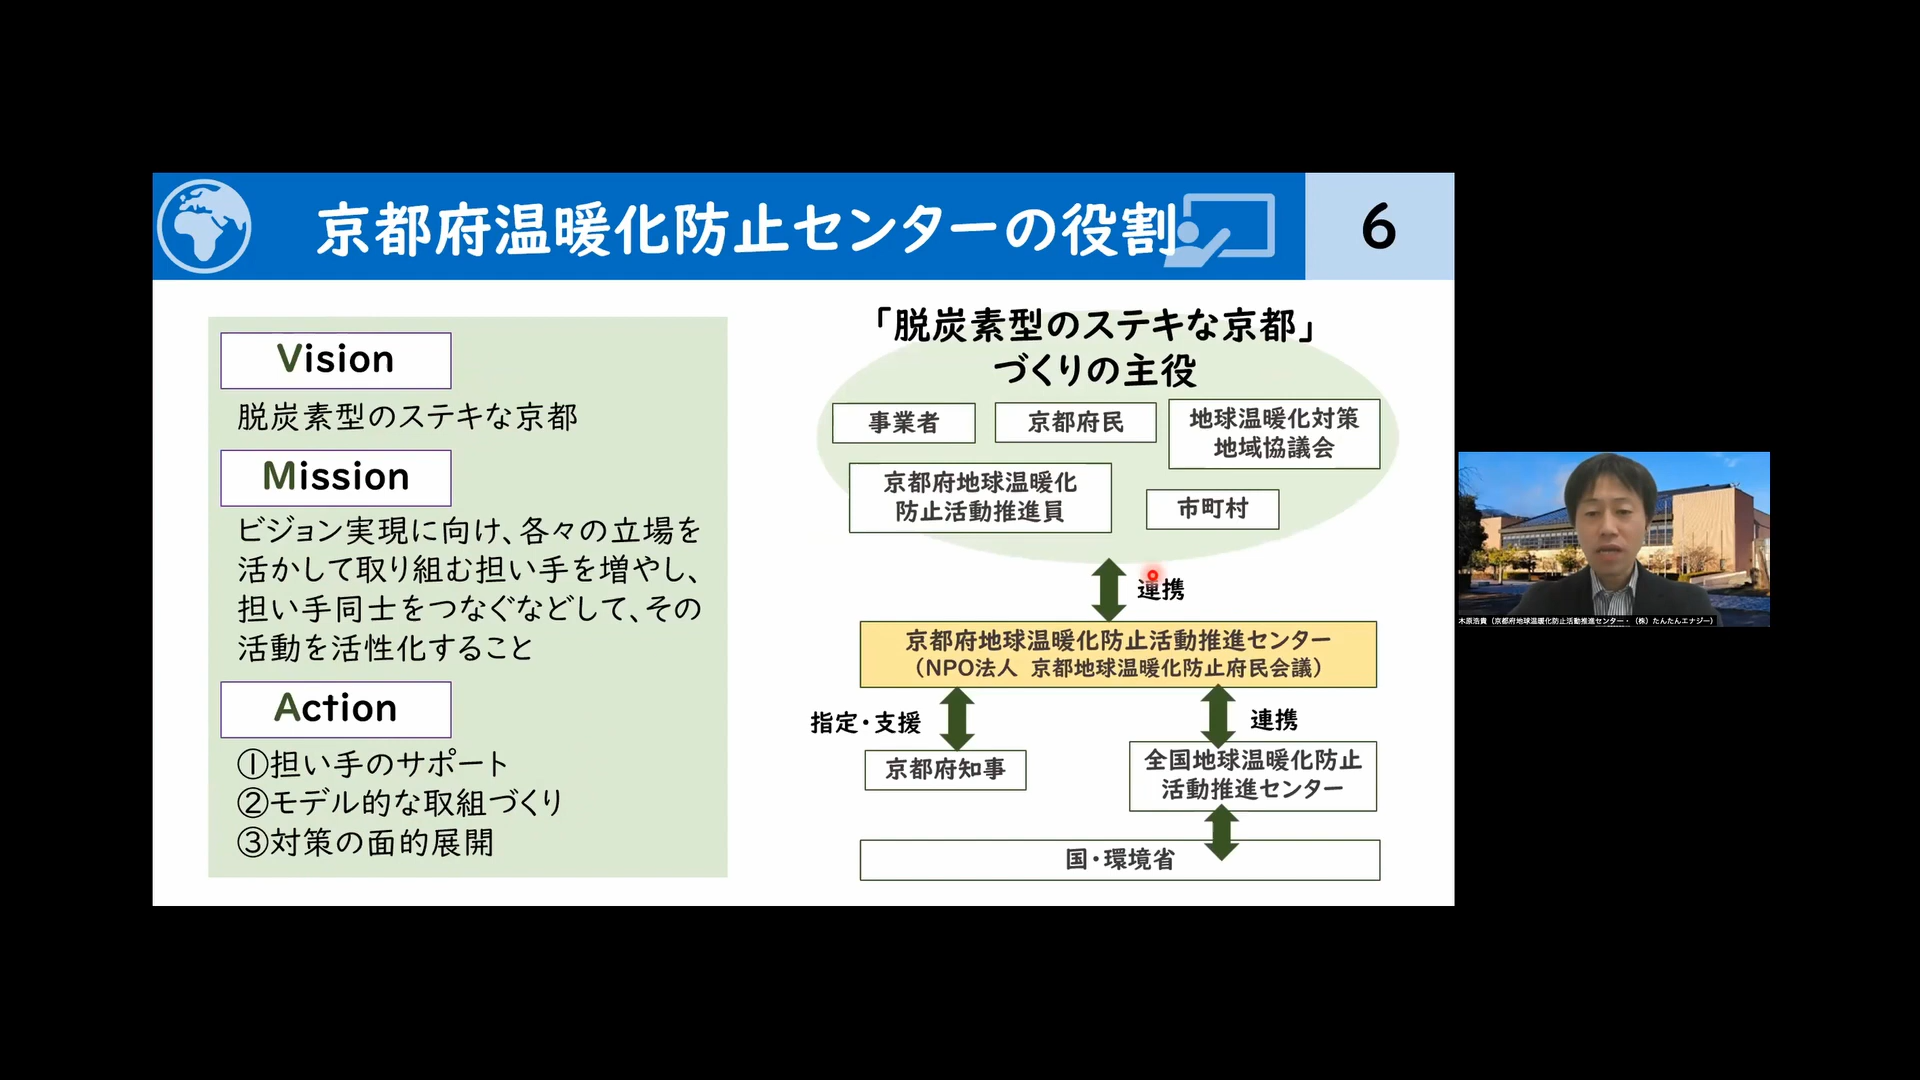 京都府温暖化防止センターの役割
6
Vision
脱炭素型のステキな京都
Mission
ビジョン実現に向け、各々の立場を
活かして取り組む担い手を増やし、
担い手同士をつなぐなどして、その
活動を活性化すること
Action
①担い手のサポート
②モデル的な取組づくり
③対策の面的展開
「脱炭素型のステキな京都」
づくりの主役
事業者
京都府民
地球温暖化対策
地域協議会
京都府地球温暖化
防止活動推進員
市町村
連携
京都府地球温暖化防止活動推進センター
（NPO法人 京都地球温暖化防止府民会議）
指定・支援
連携
京都府知事
全国地球温暖化防止
活動推進センター
国・環境省
木原浩貴（京都府地球温暖化防止活動推進センター・（株）たんたんエナジー）